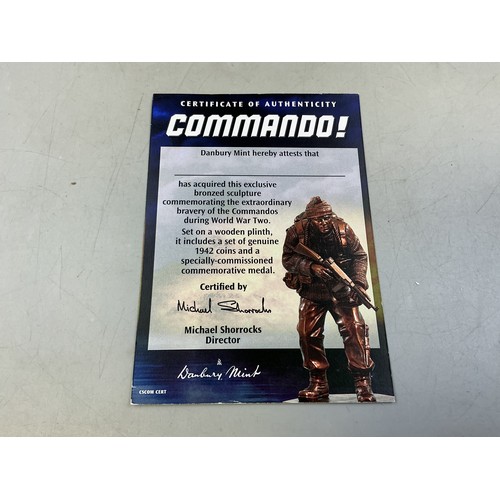 CERTIFICATE OF AUTHENTICITY
COMMANDO!
Danbury Mint hereby attests that
has acquired this exclusive
bronzed sculpture
commemorating the extraordinary
bravery of the Commandos
during World War Two.
Set on a wooden plinth,
it includes a set of genuine
1942 coins and a
specially-commissioned
commemorative medal.
Certified by
Michael Shorrocks
Michael Shorrocks
Director
Danbury Mint
ESCOM CERT